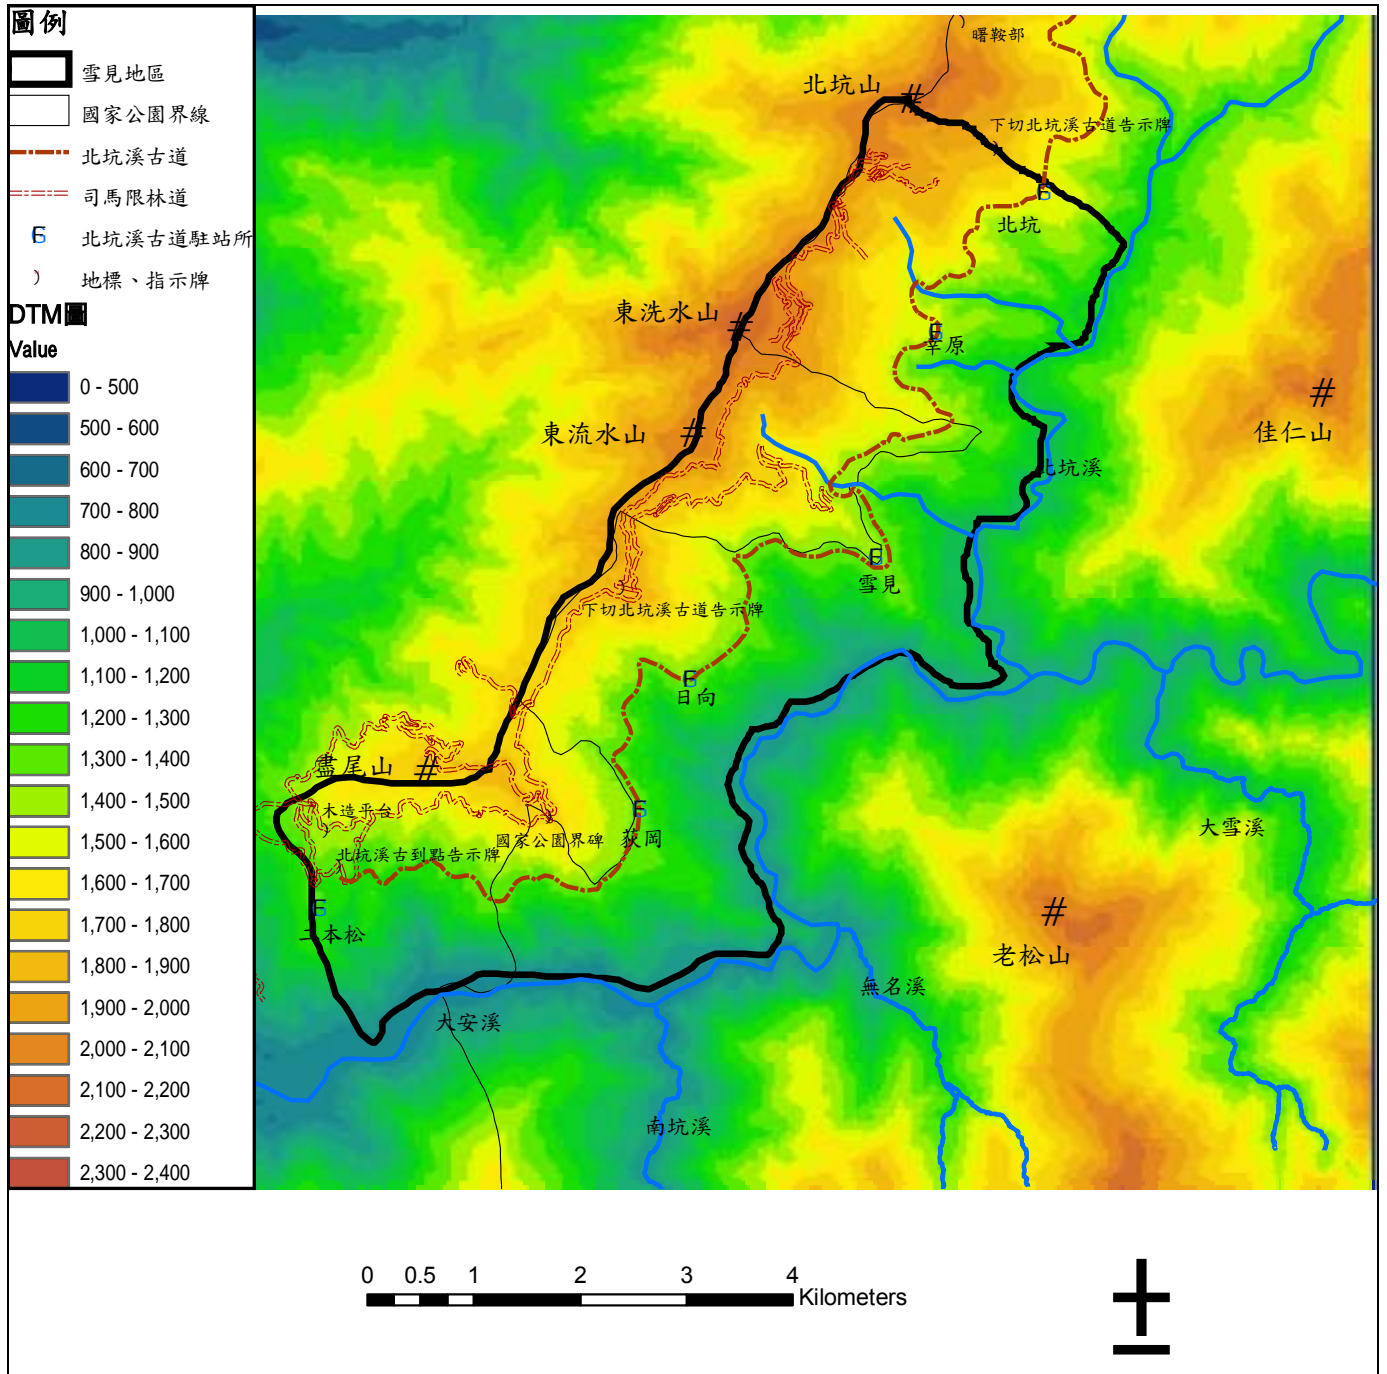 圖例
雪見地區
國家公園界線
北坑溪古道
司馬限林道
北坑溪古道駐站所
地標、指示牌
DTM圖
Value
0 - 500
500 - 600
600 - 700
700 - 800
800 - 900
900 - 1,000
1,000 - 1,100
1,100 - 1,200
1,200 - 1,300
1,300 - 1,400
1,400 - 1,500
1,500 - 1,600
1,600 - 1,700
1,700 - 1,800
1,800 - 1,900
1,900 - 2,000
2,000 - 2,100
2,100 - 2,200
2,200 - 2,300
2,300 - 2,400
曙鞍部
北坑山
下切北坑溪古道告示牌
北坑
東洗水山
幸原
佳仁山
東流水山
北坑溪
雪見
下切北坑溪古道告示牌
日向
盡尾山
木造平台
國家公園界碑
荻岡
大雪溪
北坑溪古到點告示牌
二本松
老松山
無名溪
大安溪
南坑溪
0 0.5 1 2 3 4
Kilometers